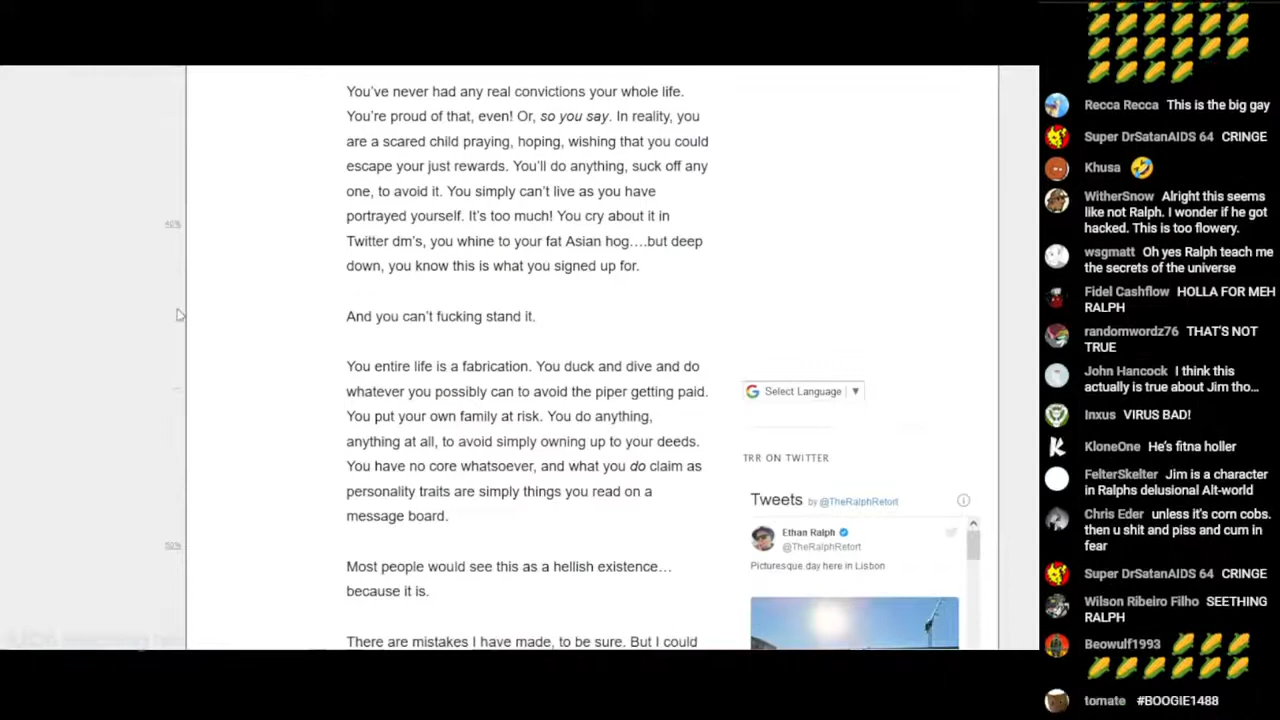 You've never had any real convictions your whole life.
You're proud of that, even! Or, so you say. In reality, you
are a scared child praying, hoping, wishing that you could
escape your just rewards. You'll do anything, suck off any
one, to avoid it. You simply can't live as you have
portrayed yourself. It's too much! You cry about it in
Twitter dm's, you whine to your fat Asian hog….but deep
down, you know this is what you signed up for.
And you can't fucking stand it.
You entire life is a fabrication. You duck and dive and do
whatever you possibly can to avoid the piper getting paid.
You put your own family at risk. You do anything,
anything at all, to avoid simply owning up to your deeds.
You have no core whatsoever, and what you do claim as
personality traits are simply things you read on a
message board.
Most people would see this as a hellish existence…
because it is.
There are mistakes I have made, to be sure. But I could
40%
50%
Select Language
TRR ON TWITTER
Tweets by @TheRalphRetort
Ethan Ralph
@TheRalphRetort
Picturesque day here in Lisbon
Recca Recca This is the big gay
Super DrSatanAIDS 64 CRINGE
Khusa
WitherSnow Alright this seems
like not Ralph. I wonder if he got
hacked. This is too flowery.
wsgmatt Oh yes Ralph teach me
the secrets of the universe
Fidel Cashflow HOLLA FOR MEH
RALPH
randomwordz76 THAT'S NOT
TRUE
John Hancock I think this
actually is true about Jim tho...
Inxus VIRUS BAD!
KloneOne He's fitna holler
FelterSkelter Jim is a character
in Ralphs delusional Alt-world
Chris Eder unless it's corn cobs.
then u shit and piss and cum in
fear
Super DrSatanAIDS 64 CRINGE
Wilson Ribeiro Filho SEETHING
RALPH
Beowulf1993
tomate #BOOGIE1488